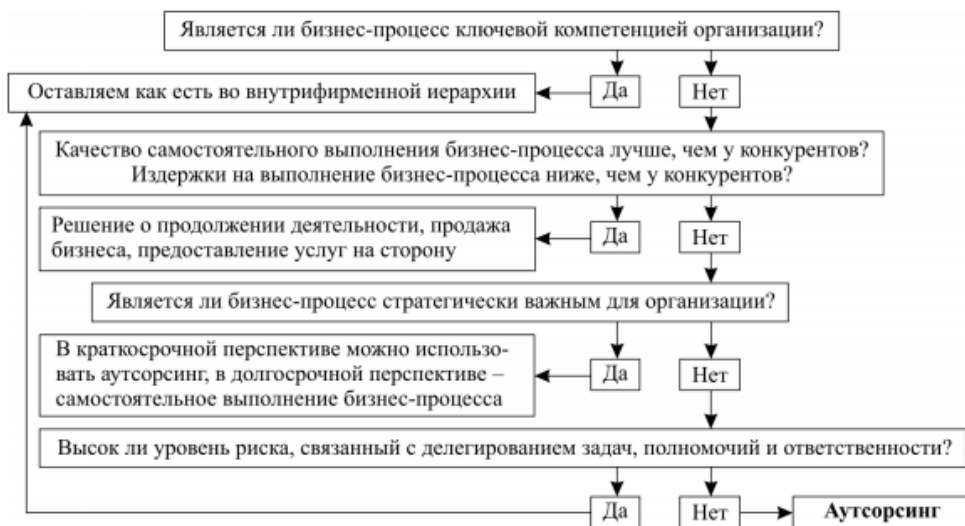 Является ли бизнес-процесс ключевой компетенцией организации?
Да
Нет
Оставляем как есть во внутрифирменной иерархии
Качество самостоятельного выполнения бизнес-процесса лучше, чем у конкурентов?
Издержки на выполнение бизнес-процесса ниже, чем у конкурентов?
Решение о продолжении деятельности, продажа
бизнеса, предоставление услуг на сторону
Да
Нет
Является ли бизнес-процесс стратегически важным для организации?
В краткосрочной перспективе можно использо-
вать аутсорсинг, в долгосрочной перспективе –
самостоятельное выполнение бизнес-процесса
Да
Нет
Высок ли уровень риска, связанный с делегированием задач, полномочий и ответственности?
Да
Нет
Аутсорсинг